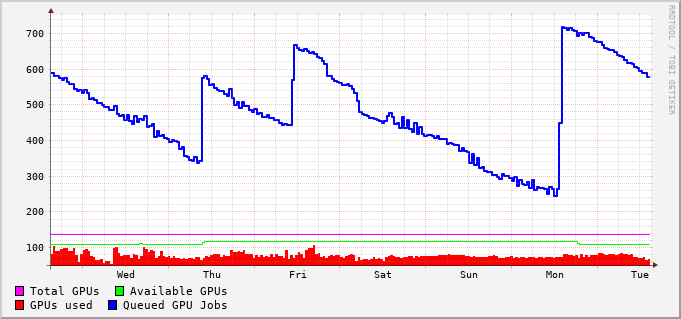 RRDTOOL / TOBI OETIKER
700
600
500
400
300
200
100
Wed Thu Fri Sat Sun Mon Tue
Total GPUs Available GPUs
GPUs used Queued GPU Jobs